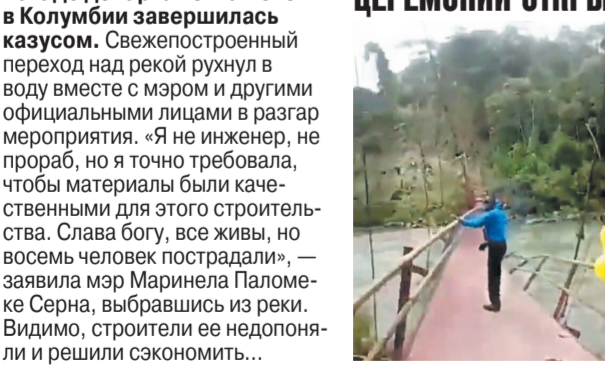 в Колумбии завершилась
казусом. Свежепостроенный
переход над рекой рухнул в
воду вместе с мэром и другими
официальными лицами в разгар
мероприятия. «Я не инженер, не
прораб, но я точно требовала,
чтобы материалы были каче-
ственными для этого строитель-
ства. Слава богу, все живы, но
восемь человек пострадали», —
заявила мэр Маринела Паломе-
ке Серна, выбравшись из реки.
Видимо, строители ее недопоня-
ли и решили сэкономить...
ЦЕРЕМОНИИ